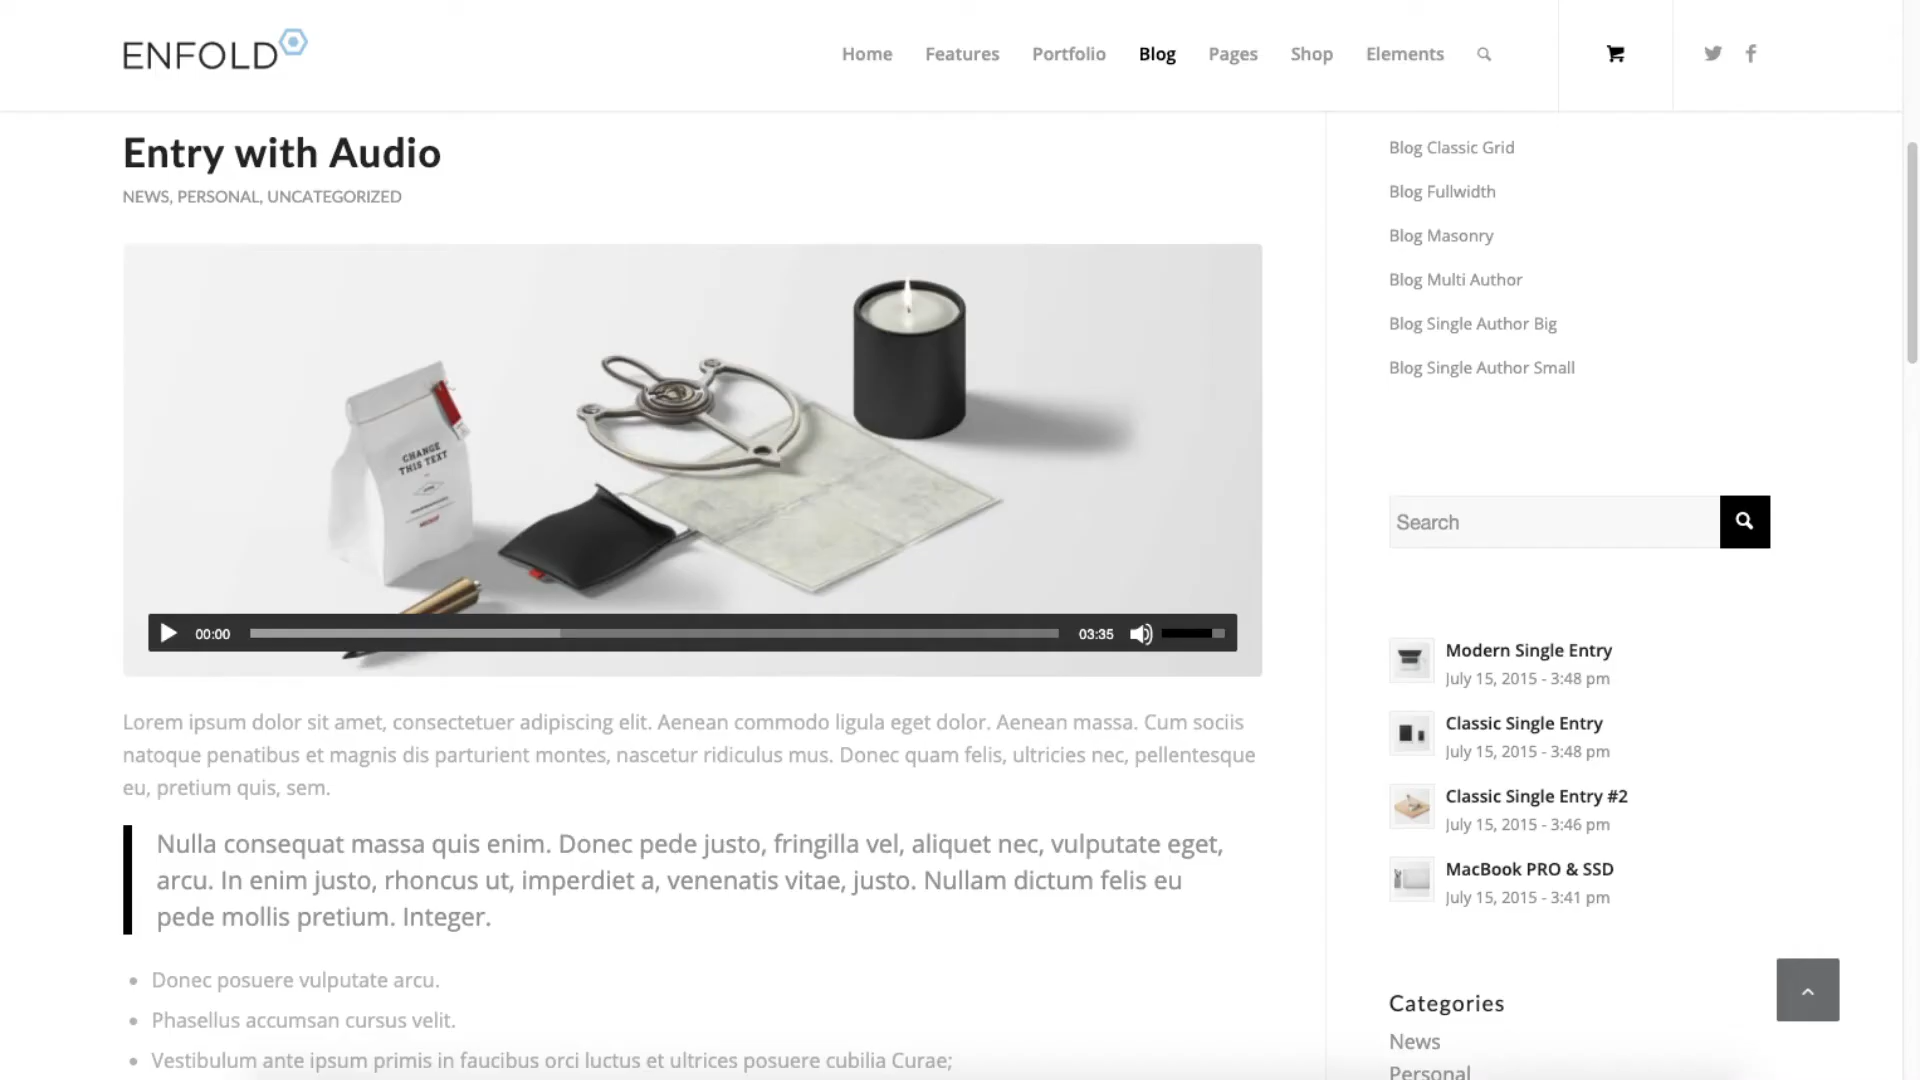 ENFOLD
Home Features Portfolio Blog Pages Shop Elements
Entry with Audio
NEWS, PERSONAL, UNCATEGORIZED
CHANGE
THIS TEXT
00:00 03:35
Lorem ipsum dolor sit amet, consectetuer adipiscing elit. Aenean commodo ligula eget dolor. Aenean massa. Cum sociis
natoque penatibus et magnis dis parturient montes, nascetur ridiculus mus. Donec quam felis, ultricies nec, pellentesque
eu, pretium quis, sem.
Nulla consequat massa quis enim. Donec pede justo, fringilla vel, aliquet nec, vulputate eget,
arcu. In enim justo, rhoncus ut, imperdiet a, venenatis vitae, justo. Nullam dictum felis eu
pede mollis pretium. Integer.
• Donec posuere vulputate arcu.
• Phasellus accumsan cursus velit.
• Vestibulum ante ipsum primis in faucibus orci luctus et ultrices posuere cubilia Curae;
Blog Classic Grid
Blog Fullwidth
Blog Masonry
Blog Multi Author
Blog Single Author Big
Blog Single Author Small
Search
Modern Single Entry
July 15, 2015 - 3:48 pm
Classic Single Entry
July 15, 2015 - 3:48 pm
Classic Single Entry #2
July 15, 2015 - 3:46 pm
MacBook PRO & SSD
July 15, 2015 - 3:41 pm
Categories
News
Personal